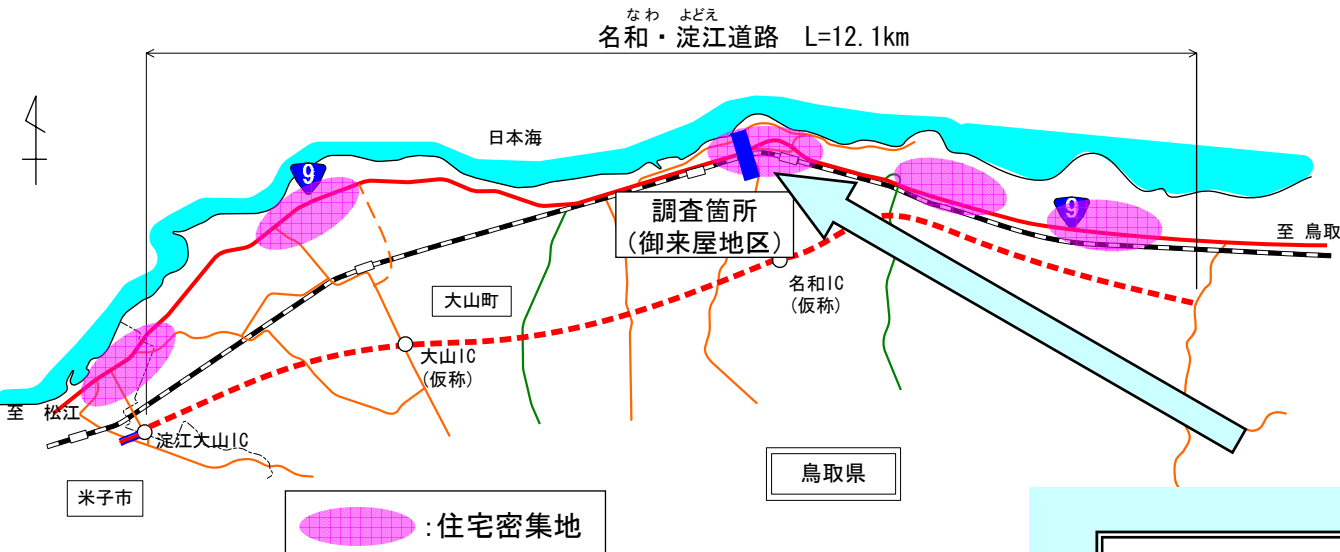 なわ よどえ
名和・淀江道路 L=12.1km
日本海
9
調査箇所
(御来屋地区)
9
至 鳥取
名和IC
(仮称)
大山町
大山IC
(仮称)
至 松江
淀江大山IC
鳥取県
米子市
:住宅密集地